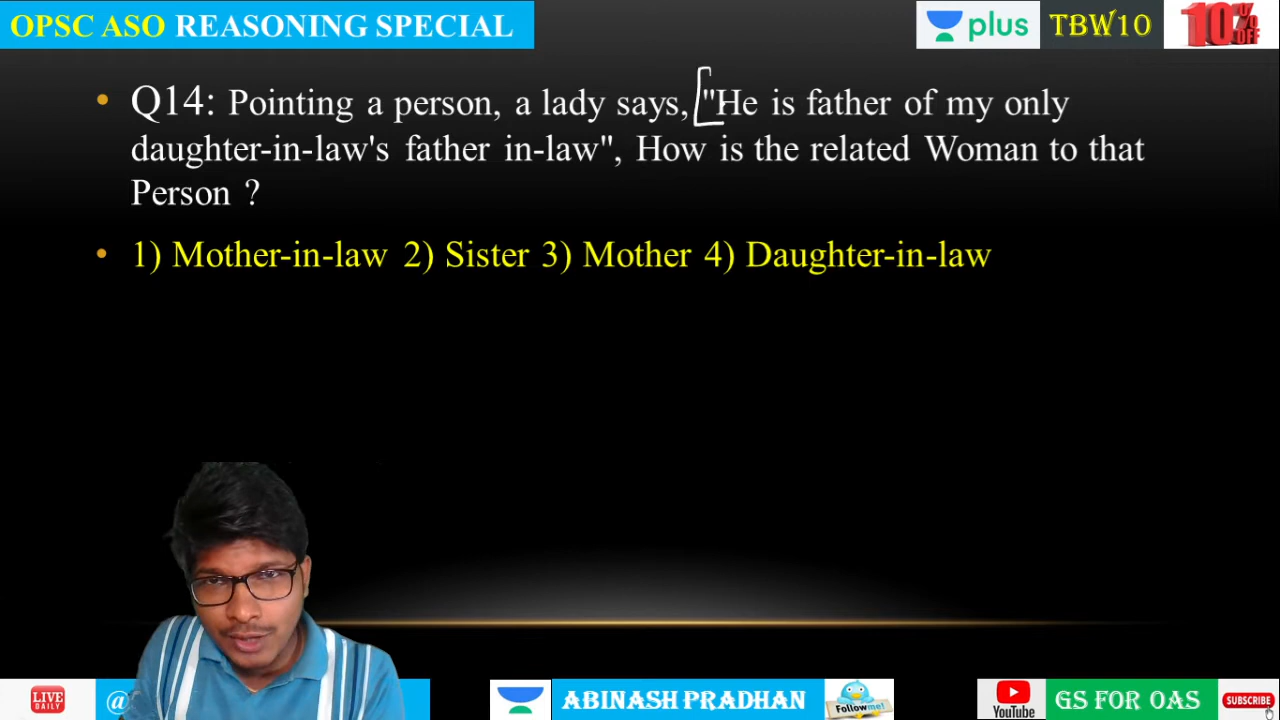 OPSC ASO REASONING SPECIAL
plus
TBW10
10% OFF
• Q14: Pointing a person, a lady says, "He is father of my only
daughter-in-law's father in-law", How is the related Woman to that
Person ?
• 1) Mother-in-law 2) Sister 3) Mother 4) Daughter-in-law
LIVE
DAILY
@
ABINASH PRADHAN
Follow me!
YouTube
GS FOR OAS
SUBSCRIBE